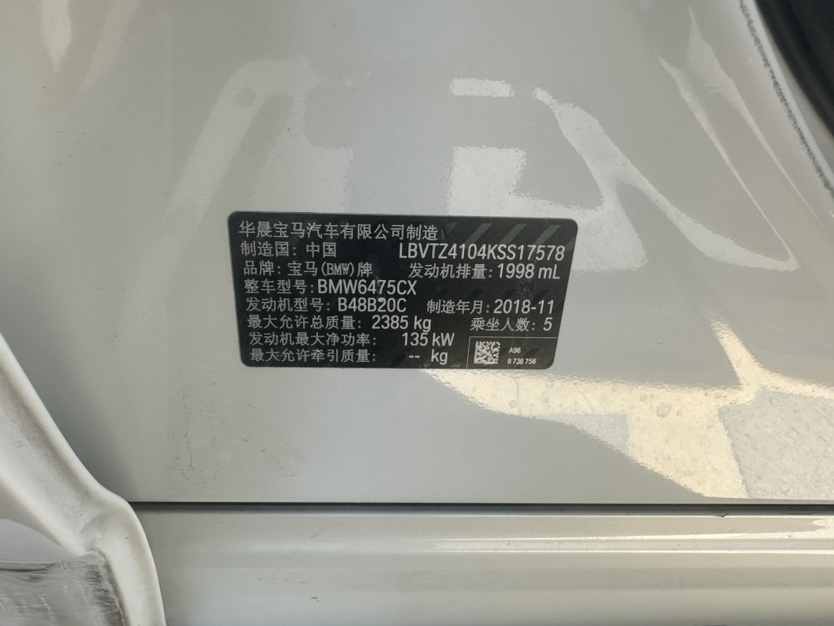 华晨宝马汽车有限公司制造
制造国: 中国 LBVTZ4104KSS17578
品牌: 宝马(BMW)牌 发动机排量: 1998 mL
整车型号: BMW6475CX
发动机型号: B48B20C 制造年月: 2018-11
最大允许总质量: 2385 kg 乘坐人数: 5
发动机最大净功率: 135 kW
最大允许牵引质量: -- kg
A96
8 738 756